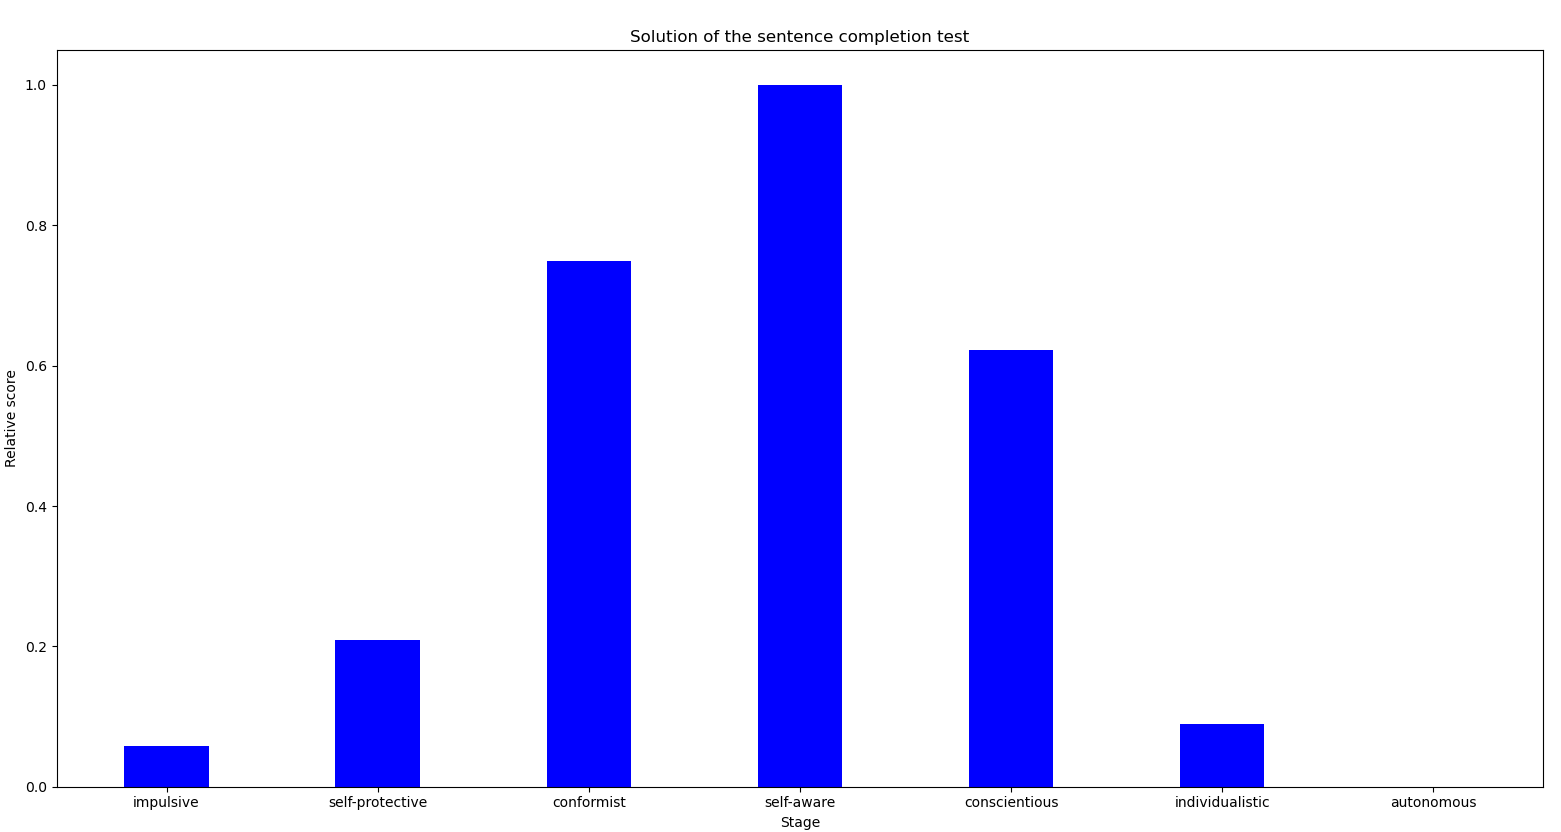 Solution of the sentence completion test
1.0
0.8
0.6
0.4
0.2
0.0
Relative score
impulsive self-protective conformist self-aware conscientious individualistic autonomous
Stage